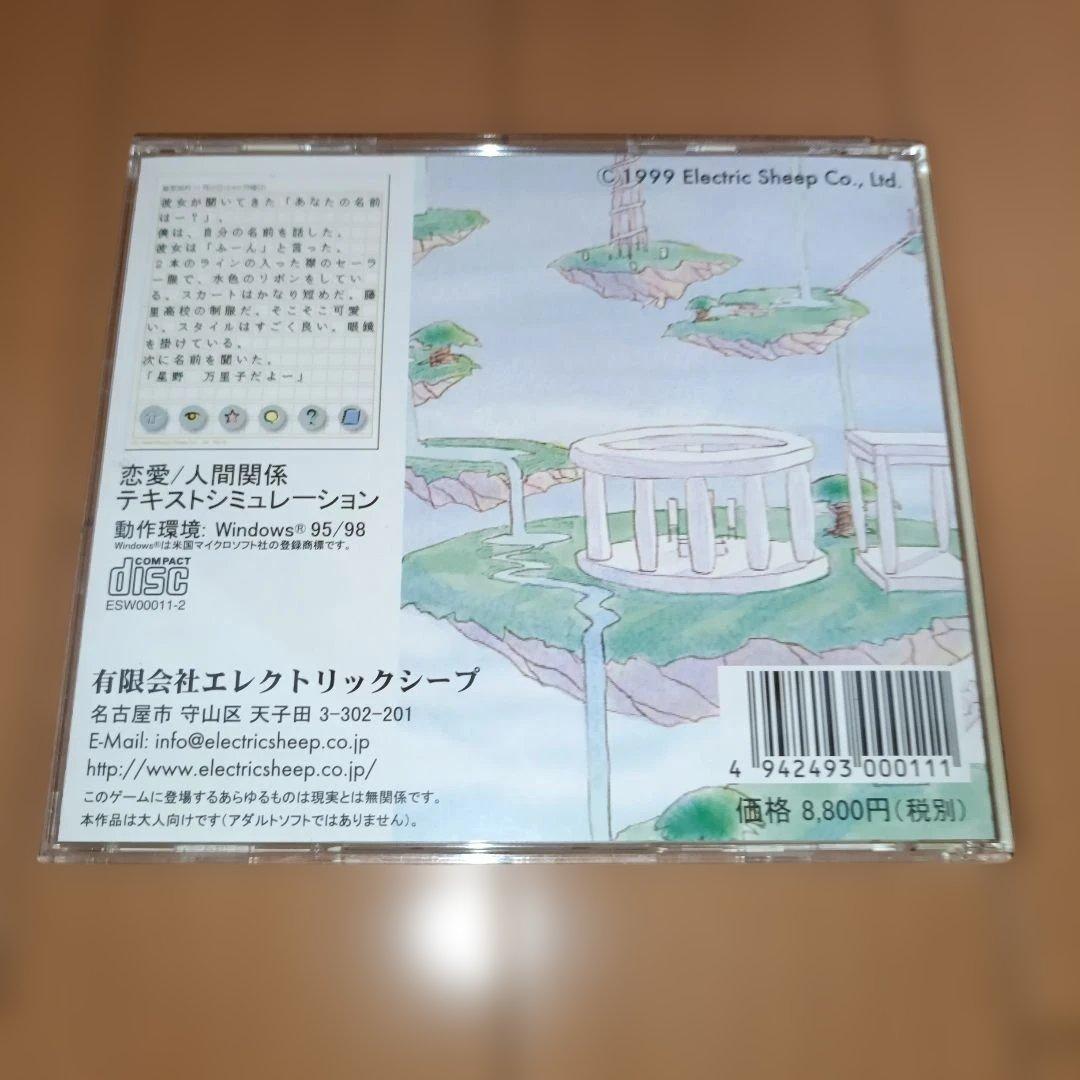 © 1999 Electric Sheep Co., Ltd.
彼女が聞いてきた「あなたの名前
はー？」、
僕は、自分の名前を話した。
彼女は「ふーん」と言った。
２本のラインの入った襟のセーラ
ー服で、水色のリボンをしてい
る。スカートはかなり短めだ。藤
里高校の制服だ。そこそこ可愛
い。スタイルはすごく良い。眼鏡
を掛けている。
次に名前を聞いた。
「星野　万里子だよー」
?
恋愛/人間関係
テキストシミュレーション
動作環境: Windows® 95/98
Windows®は米国マイクロソフト社の登録商標です。
COMPACT
disc
ESW00011-2
有限会社エレクトリックシープ
名古屋市 守山区 天子田 3-302-201
E-Mail: info@electricsheep.co.jp
http://www.electricsheep.co.jp/
このゲームに登場するあらゆるものは現実とは無関係です。
本作品は大人向けです(アダルトソフトではありません)。
4 942493 000111
価格 8,800円(税別)